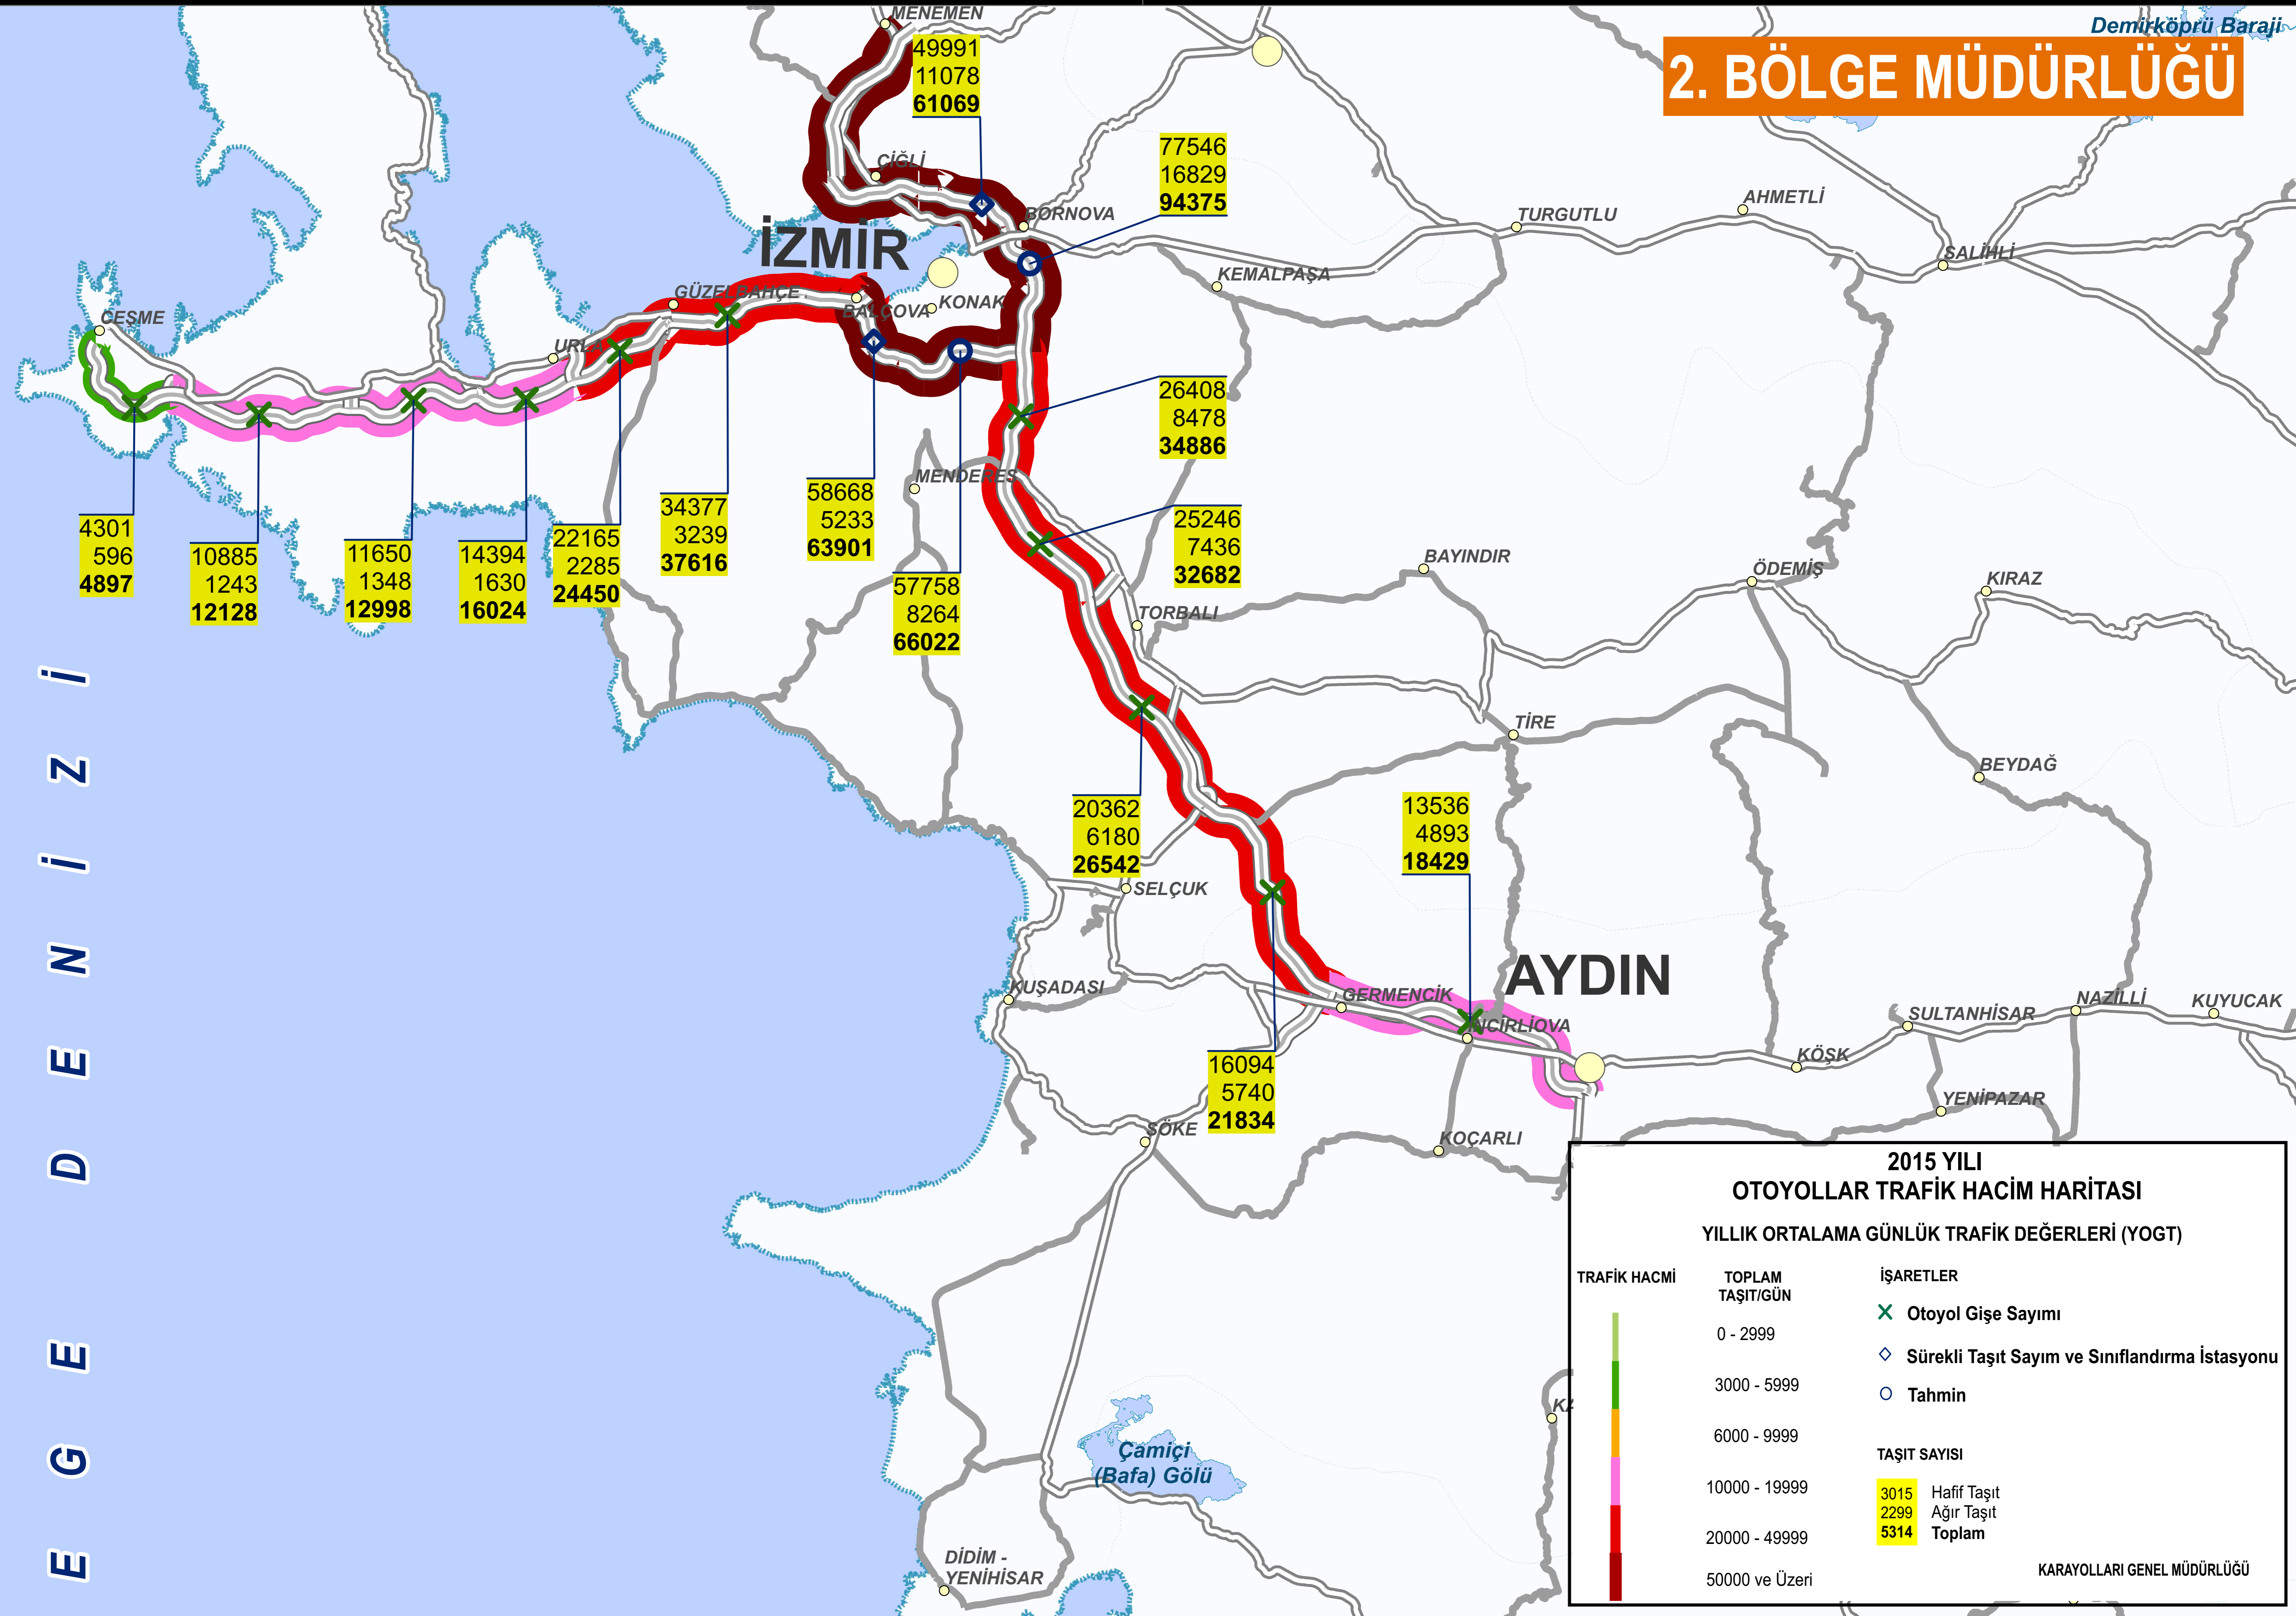 Demirköprü Baraji
2. BÖLGE MÜDÜRLÜĞÜ
MENEMEN
49991
11078
61069
77546
16829
94375
ÇİĞLİ
BORNOVA
İZMİR
TURGUTLU
AHMETLİ
SALİHLİ
KEMALPAŞA
GÜZELBAHÇE
BALÇOVA
KONAK
ÇEŞME
URLA
26408
8478
34886
MENDERES
4301
596
4897
10885
1243
12128
11650
1348
12998
14394
1630
16024
22165
2285
24450
34377
3239
37616
58668
5233
63901
57758
8264
66022
25246
7436
32682
BAYINDIR
ÖDEMİŞ
KIRAZ
TORBALI
TİRE
BEYDAĞ
20362
6180
26542
13536
4893
18429
SELÇUK
AYDIN
KUŞADASI
GERMENCİK
İNCİRLİOVA
SULTANHİSAR
NAZİLLİ
KUYUCAK
KÖŞK
YENİPAZAR
16094
5740
21834
SÖKE
KOÇARLI
EGE DENİZİ
Çamiçi
(Bafa) Gölü
DİDİM -
YENİHİSAR
2015 YILI
OTOYOLLAR TRAFİK HACİM HARİTASI
YILLIK ORTALAMA GÜNLÜK TRAFİK DEĞERLERİ (YOGT)
TRAFİK HACMİ
TOPLAM
TAŞIT/GÜN
0 - 2999
3000 - 5999
6000 - 9999
10000 - 19999
20000 - 49999
50000 ve Üzeri
İŞARETLER
Otoyol Gişe Sayımı
Sürekli Taşıt Sayım ve Sınıflandırma İstasyonu
Tahmin
TAŞIT SAYISI
3015 Hafif Taşıt
2299 Ağır Taşıt
5314 Toplam
KARAYOLLARI GENEL MÜDÜRLÜĞÜ